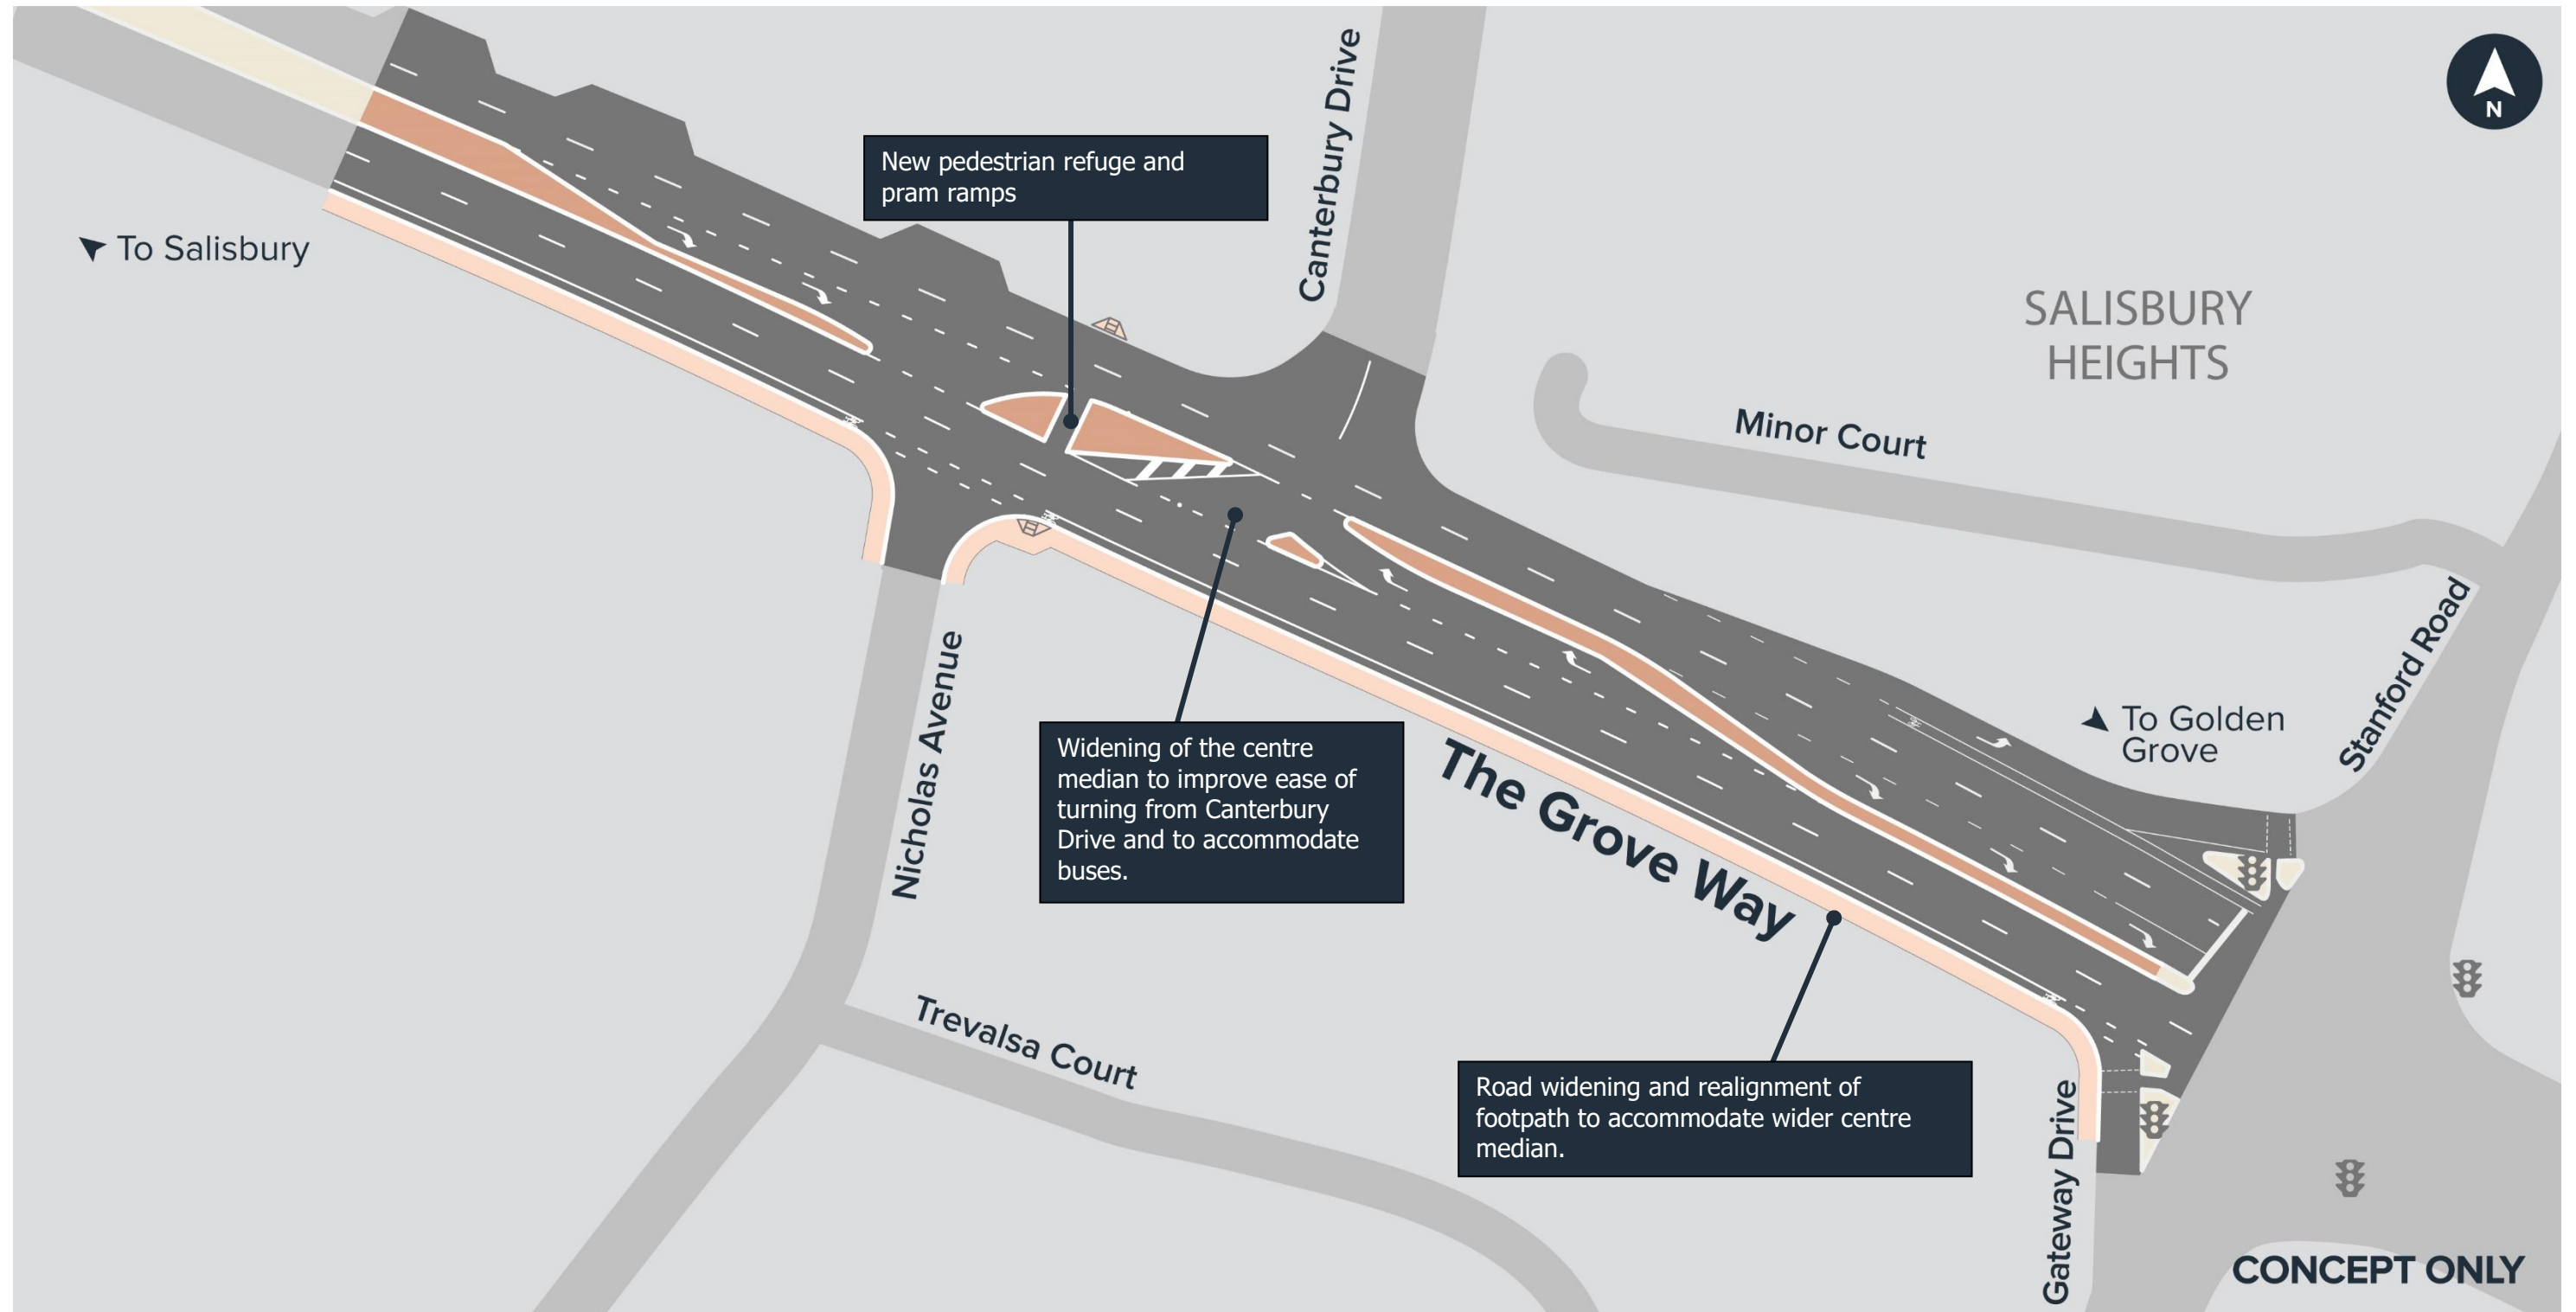 N
Canterbury Drive
New pedestrian refuge and
pram ramps
To Salisbury
SALISBURY
HEIGHTS
Minor Court
Stanford Road
To Golden
Grove
Nicholas Avenue
Widening of the centre
median to improve ease of
turning from Canterbury
Drive and to accommodate
buses.
The Grove Way
Trevalsa Court
Road widening and realignment of
footpath to accommodate wider centre
median.
Gateway Drive
CONCEPT ONLY